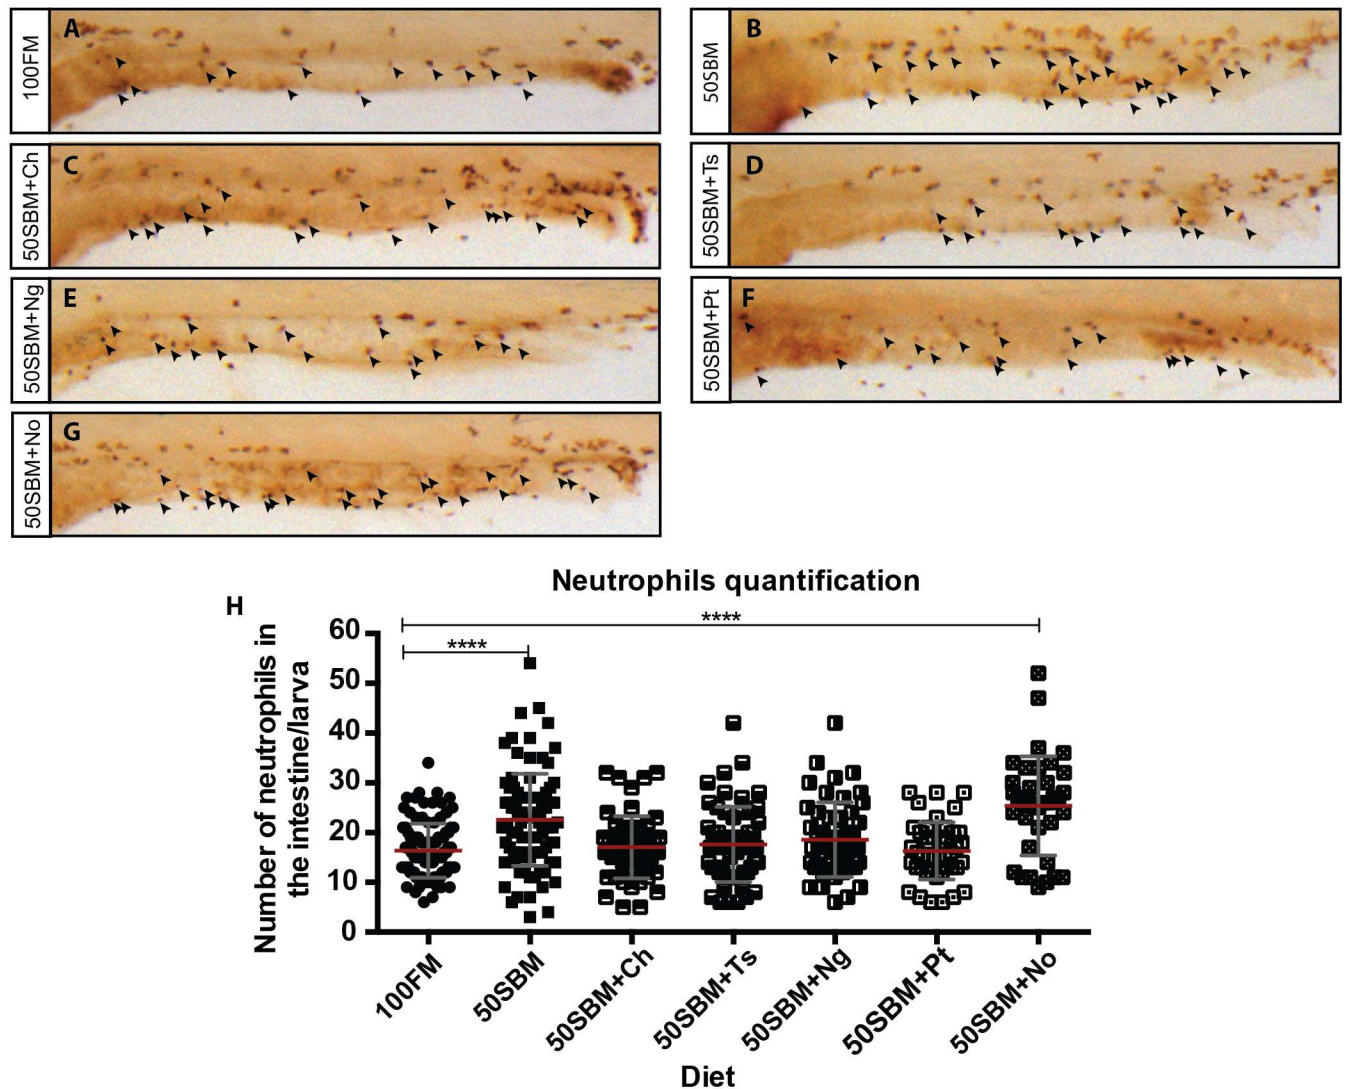 100FM
A
50SBM
B
50SBM+Ch
C
50SBM+Ts
D
50SBM+Ng
E
50SBM+Pt
F
50SBM+No
G
H
Neutrophils quantification
Number of neutrophils in
the intestine/larva
60
50
40
30
20
10
0
****
****
100FM
50SBM
50SBM+Ch
50SBM+Ts
50SBM+Ng
50SBM+Pt
50SBM+No
Diet